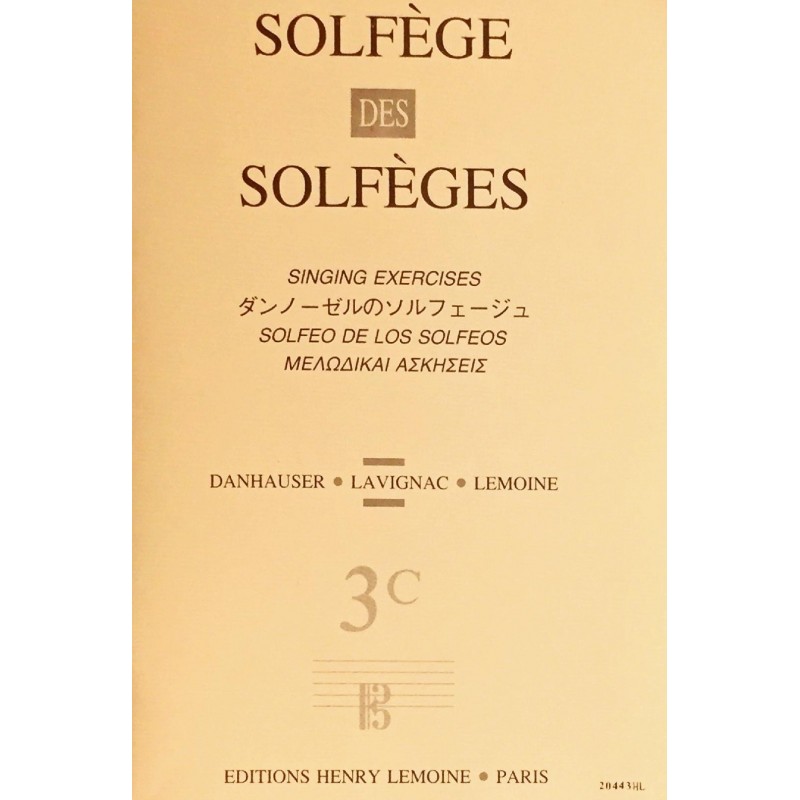 SOLFÈGE
DES
SOLFÈGES
SINGING EXERCISES
ダンノーゼルのソルフェージュ
SOLFEO DE LOS SOLFEOS
ΜΕΛΩΔΙΚΑΙ ΑΣΚΗΣΕΙΣ
DANHAUSER • LAVIGNAC • LEMOINE
3C
EDITIONS HENRY LEMOINE • PARIS
20443HL